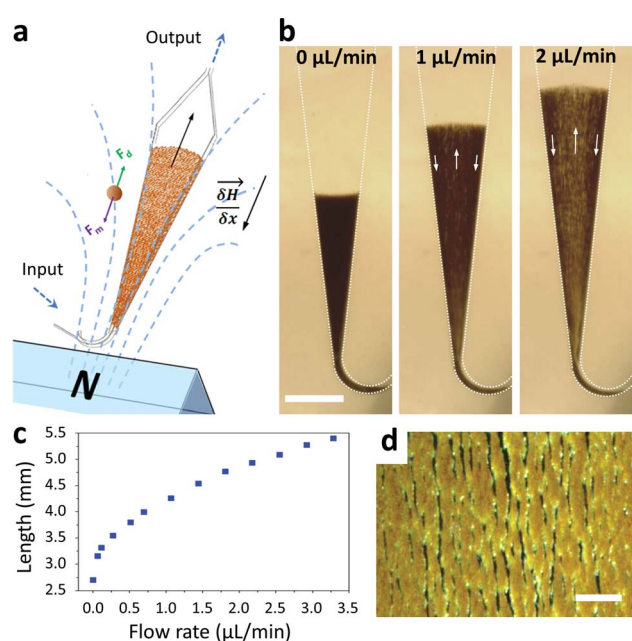 a
Output
F_d
F_m
δH
δx
Input
N
b
0 µL/min
1 µL/min
2 µL/min
c
5.5
5.0
4.5
4.0
3.5
3.0
2.5
Length (mm)
0.0 0.5 1.0 1.5 2.0 2.5 3.0 3.5
Flow rate (µL/min)
d